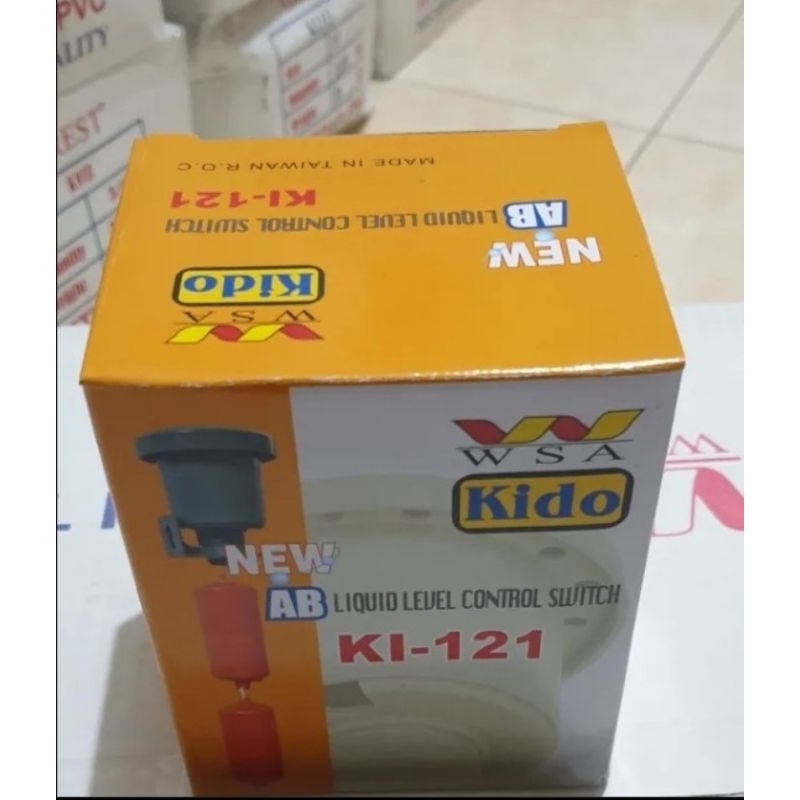 PVC
MADE IN TAIWAN R.O.C
KI-121
LIQUID LEVEL CONTROL SWITCH
AB
NEW
Kido
WSA
WSA
Kido
NEW
AB LIQUID LEVEL CONTROL SWITCH
KI-121